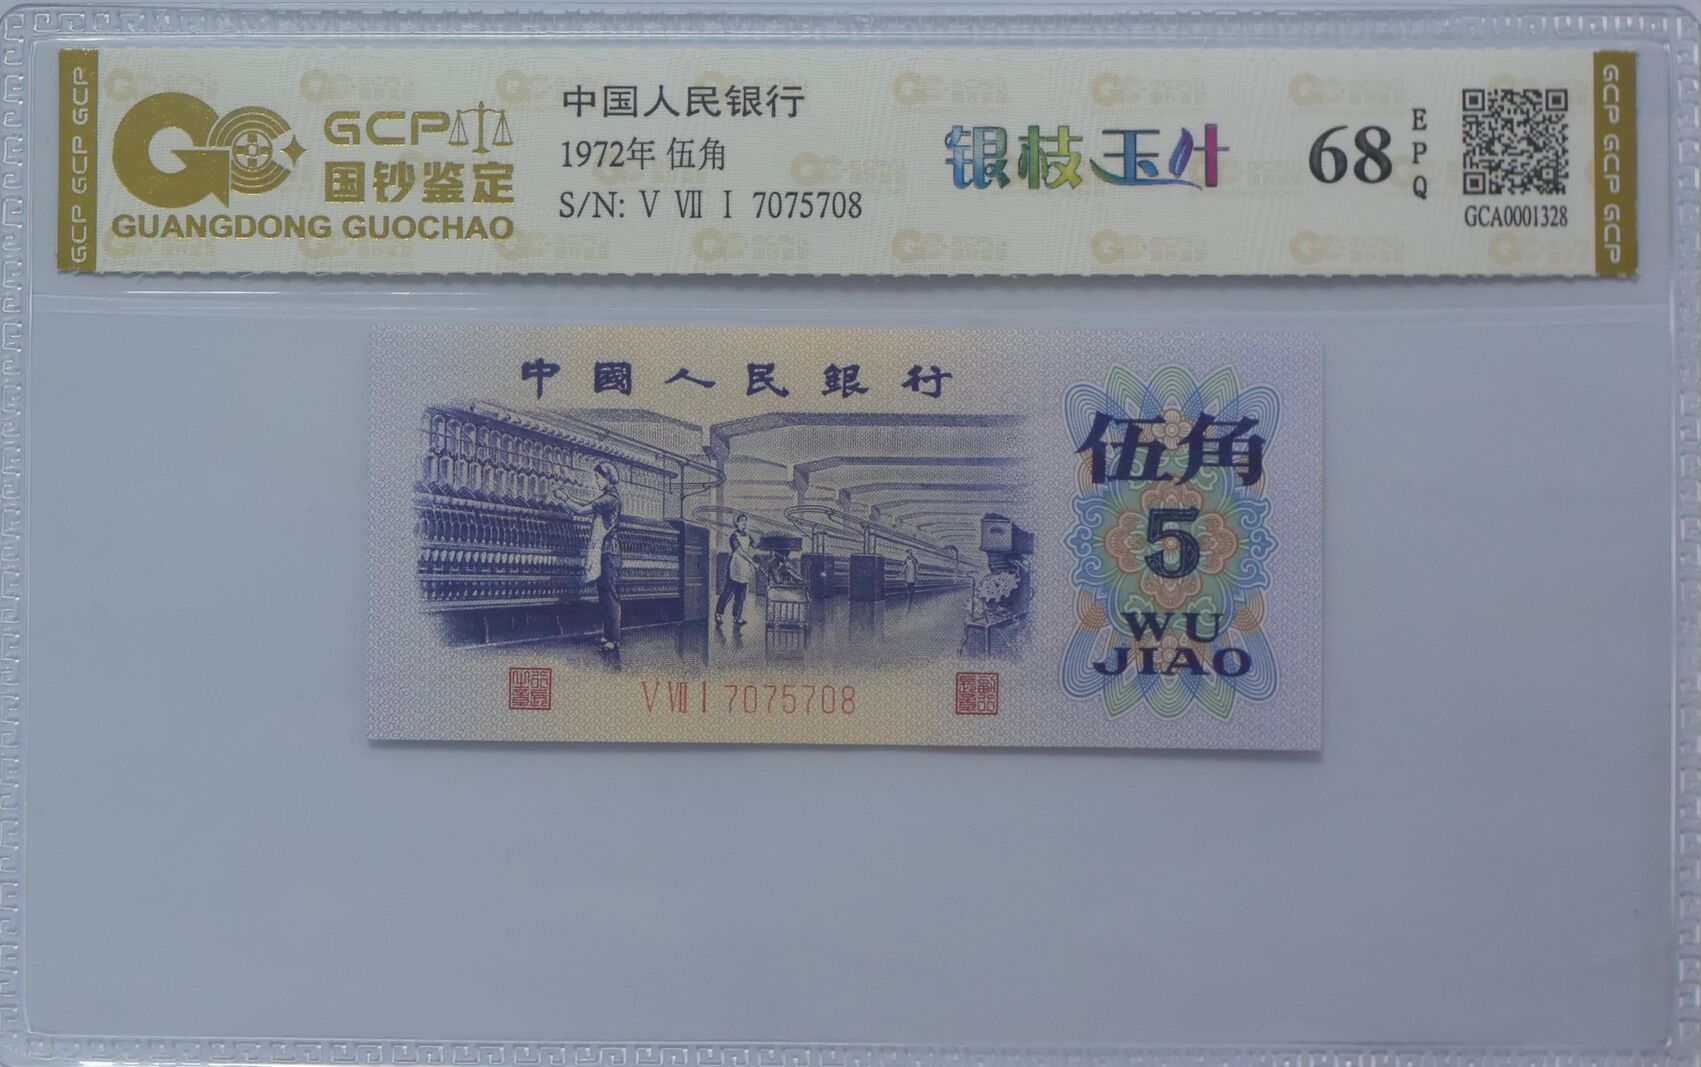 GCP GCP GCP
GCP
国钞鉴定
GUANGDONG GUOCHAO
中国人民银行
1972年 伍角
S/N: V Ⅶ Ⅰ 7075708
银枝玉叶
68
EPQ
GCA0001328
GCP GCP GCP
中國人民銀行
伍角
5
WU
JIAO
V Ⅶ Ⅰ 7075708